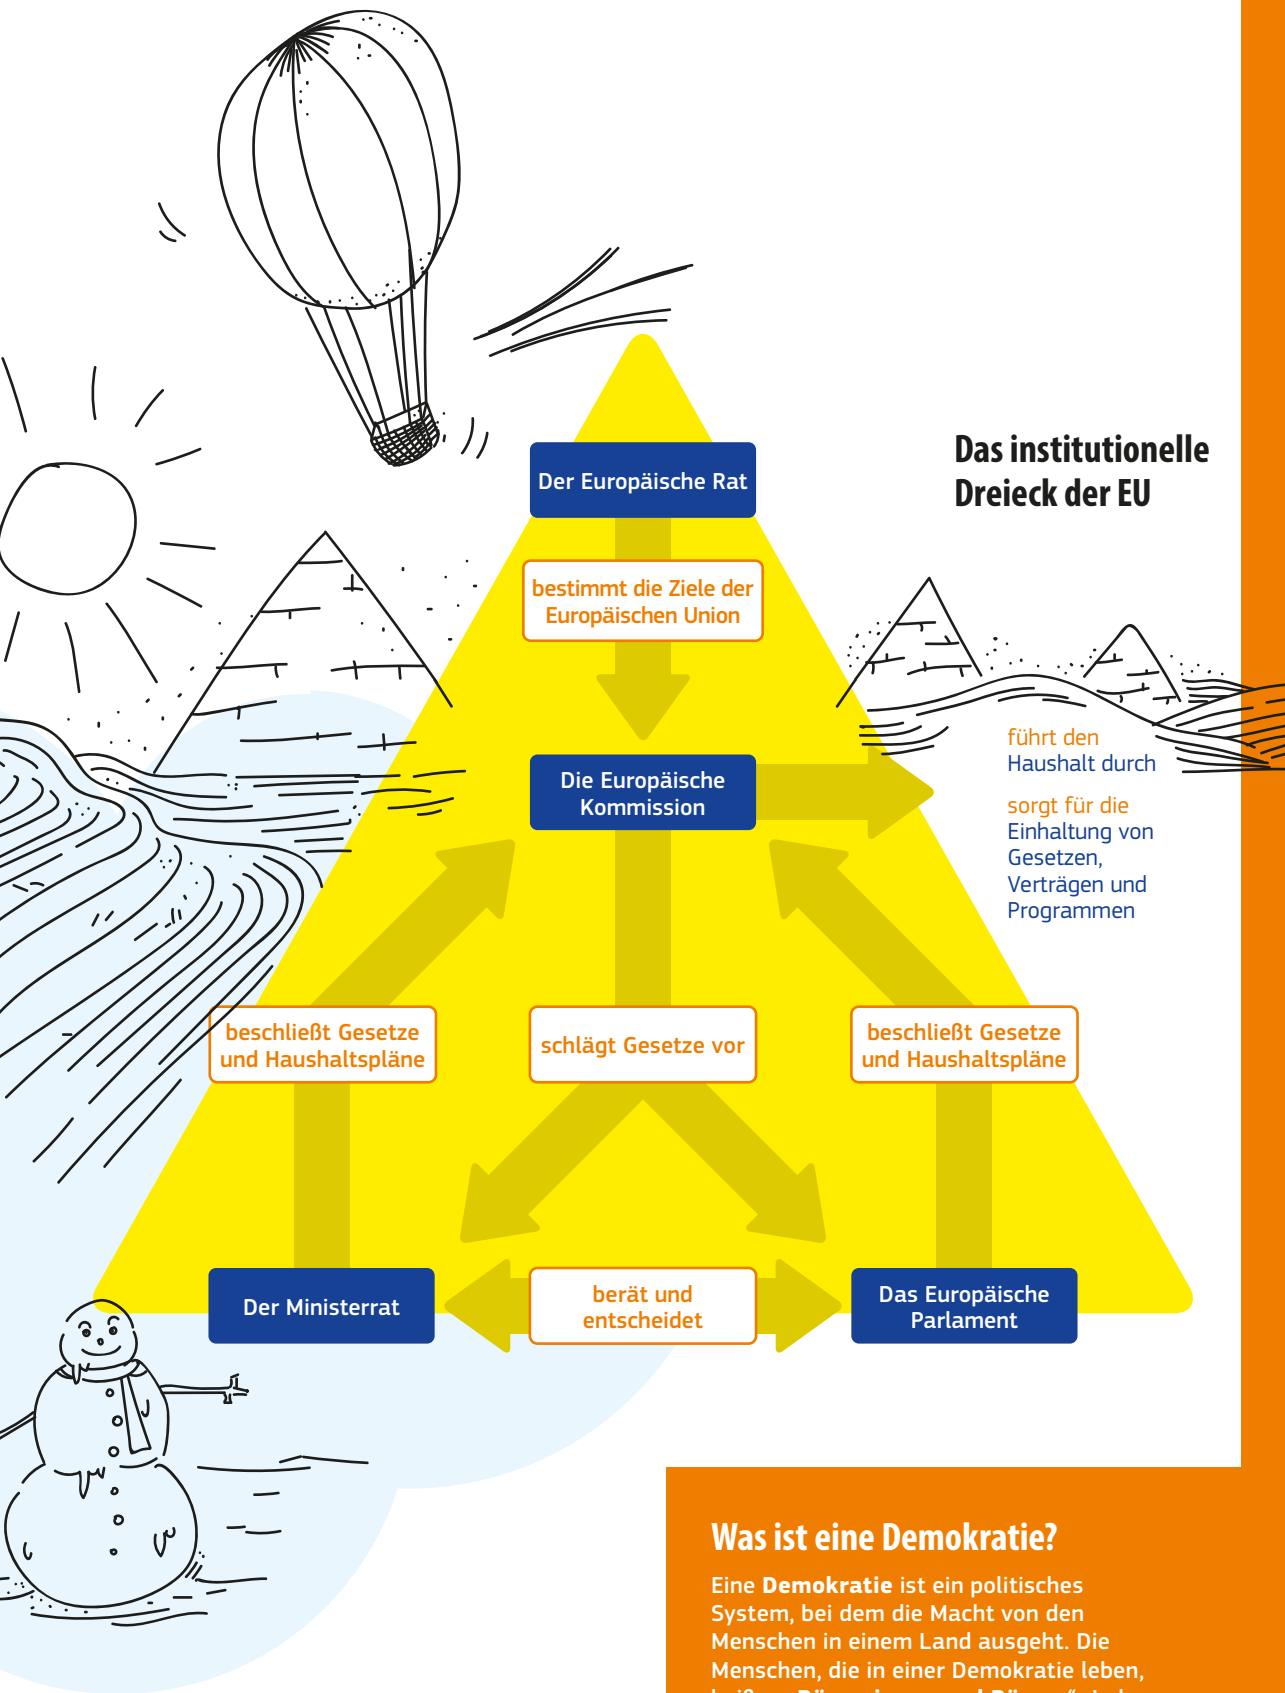 Das institutionelle
Dreieck der EU
Der Europäische Rat
bestimmt die Ziele der
Europäischen Union
Die Europäische
Kommission
führt den
Haushalt durch
sorgt für die
Einhaltung von
Gesetzen,
Verträgen und
Programmen
beschließt Gesetze
und Haushaltspläne
schlägt Gesetze vor
beschließt Gesetze
und Haushaltspläne
Der Ministerrat
berät und
entscheidet
Das Europäische
Parlament
Was ist eine Demokratie?
Eine Demokratie ist ein politisches
System, bei dem die Macht von den
Menschen in einem Land ausgeht. Die
Menschen, die in einer Demokratie leben,